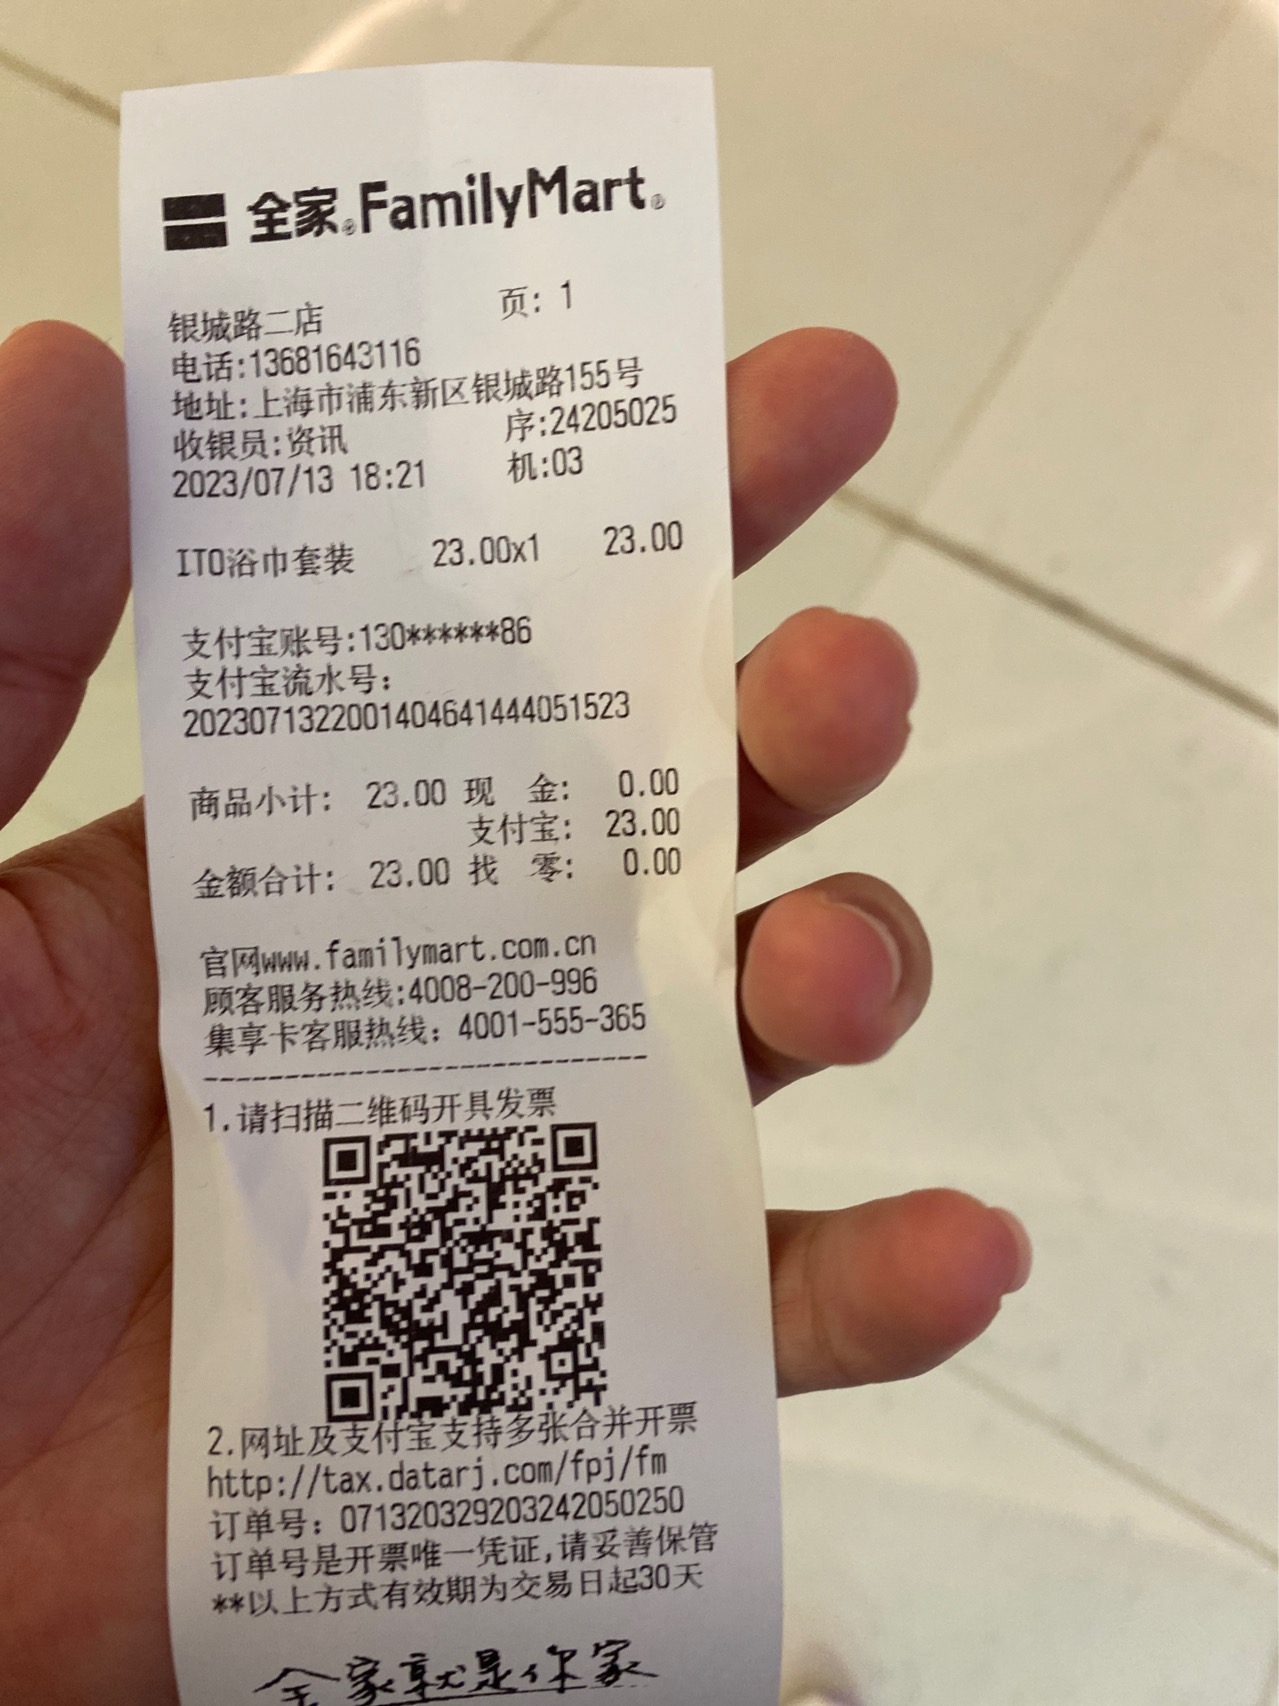 全家®FamilyMart®
银城路二店 页: 1
电话:13681643116
地址:上海市浦东新区银城路155号
收银员:资讯 序:24205025
2023/07/13 18:21 机:03
ITO浴巾套装 23.00x1 23.00
支付宝账号:130******86
支付宝流水号:
2023071322001404641444051523
商品小计: 23.00 现 金: 0.00
支付宝: 23.00
金额合计: 23.00 找 零: 0.00
官网www.familymart.com.cn
顾客服务热线:4008-200-996
集享卡客服热线: 4001-555-365
1.请扫描二维码开具发票
2.网址及支付宝支持多张合并开票
http://tax.datarj.com/fpj/fm
订单号: 071320329203242050250
订单号是开票唯一凭证,请妥善保管
**以上方式有效期为交易日起30天
全家就是你家